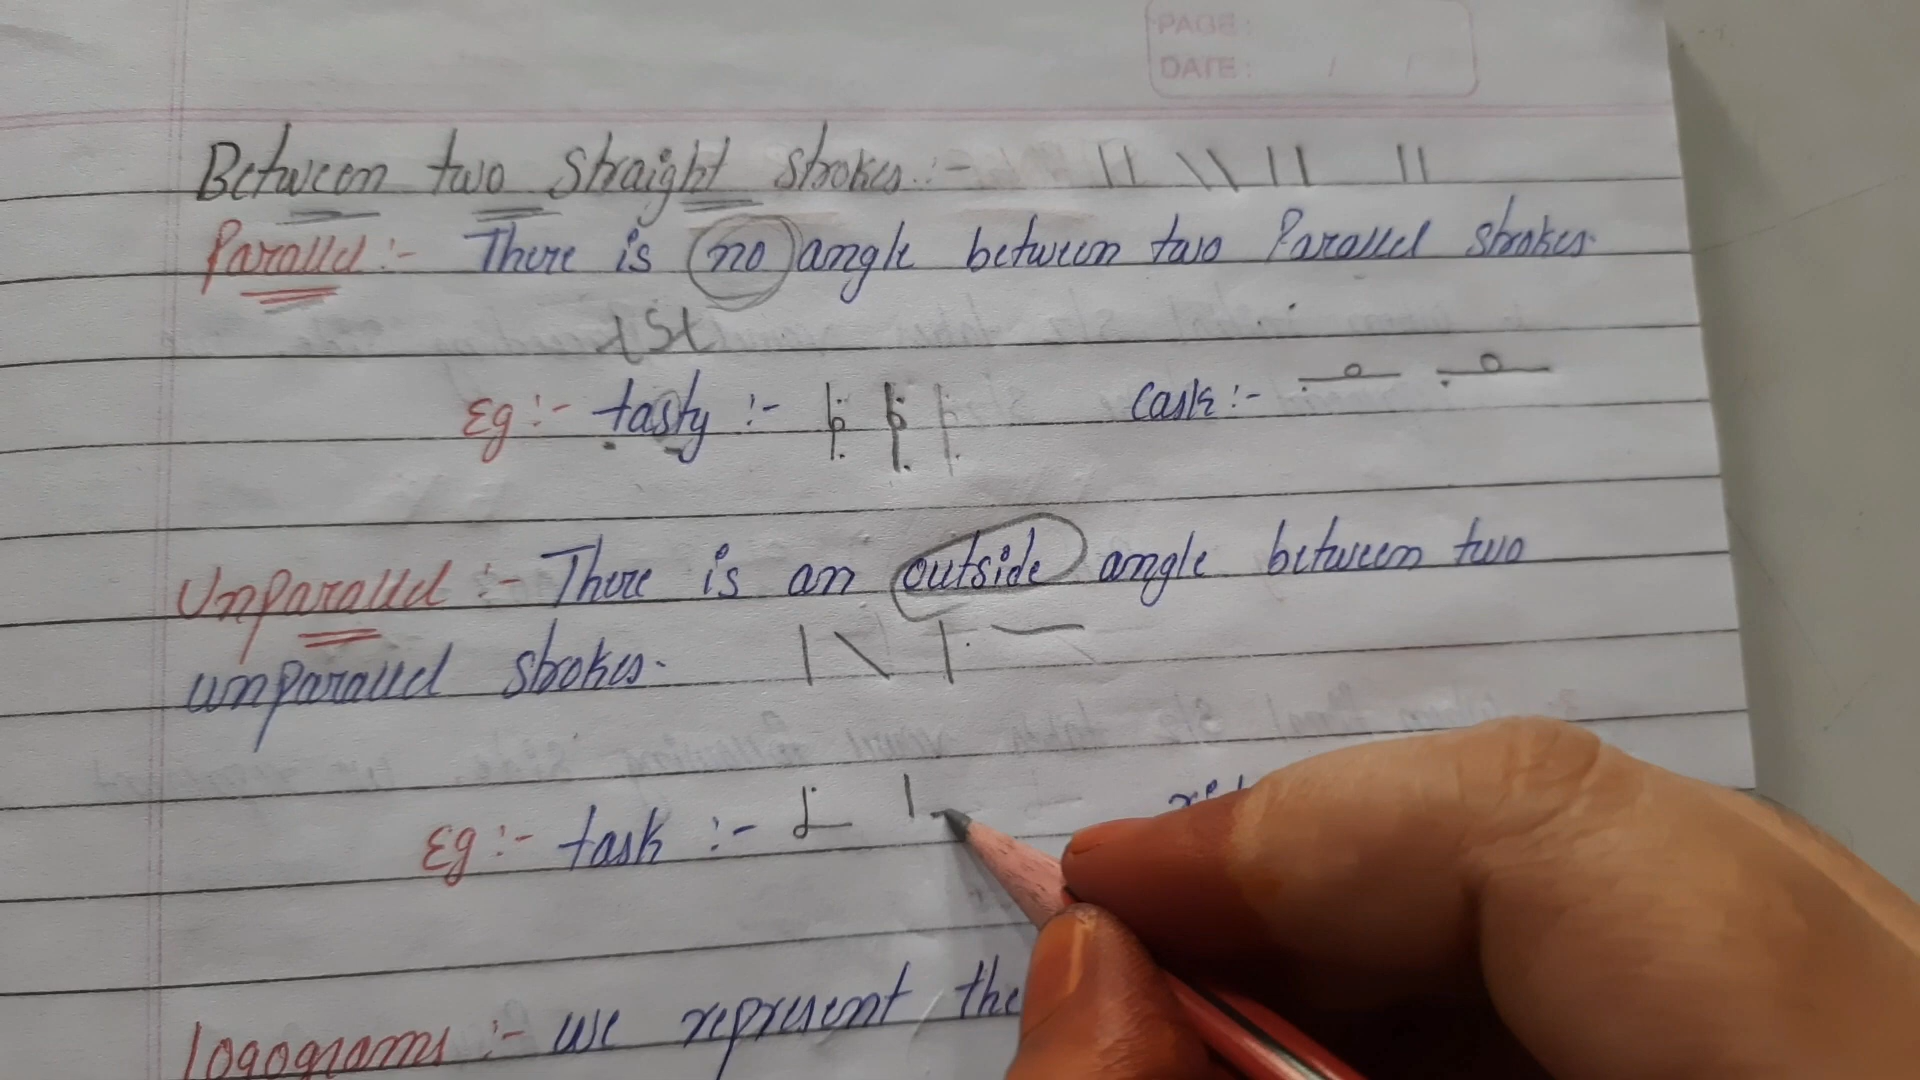 PAGE:
DATE: / /
Between two straight strokes :-
Parallel :- There is no angle between two Parallel strokes.
tSt
Eg :- tasty :- Cask :-
Unparallel :- There is an outside angle between two
unparallel strokes.
Eg :- task :-
logograms :- we represent the